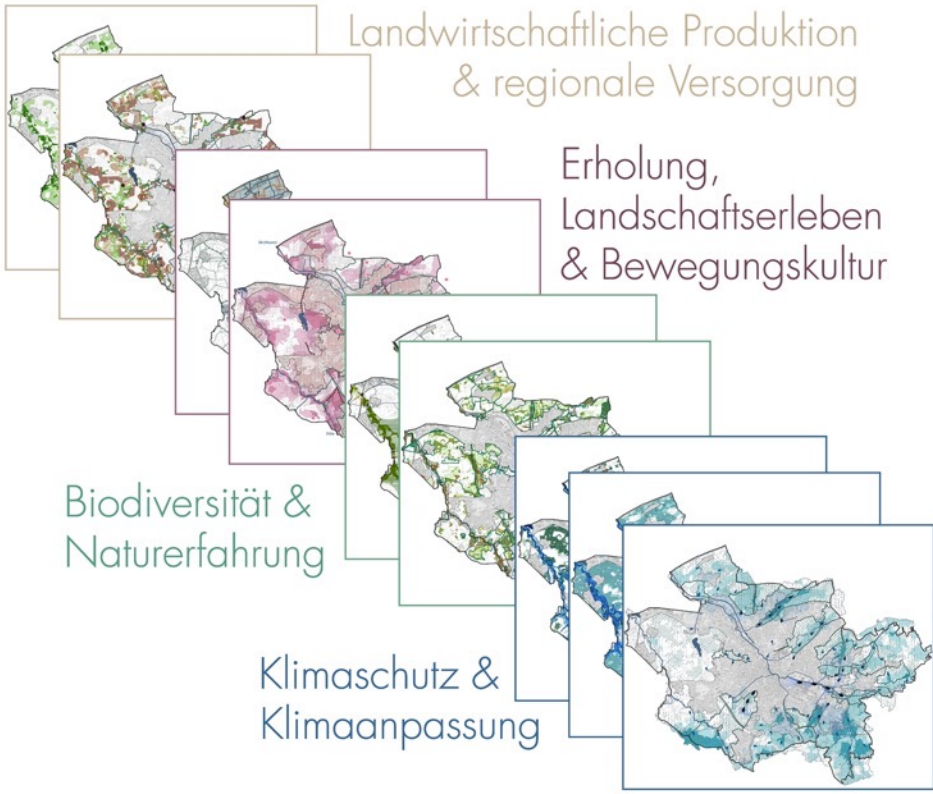 Landwirtschaftliche Produktion
& regionale Versorgung
Erholung,
Landschaftserleben
& Bewegungskultur
Biodiversität &
Naturerfahrung
Klimaschutz &
Klimaanpassung